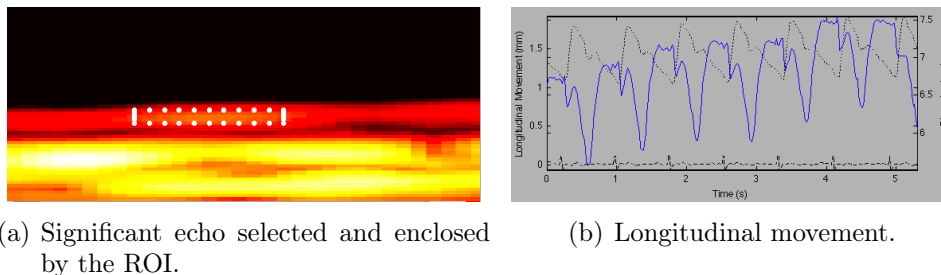 7.5
1.5
7
1
6.5
0.5
6
0
0 1 2 3 4 5
Longitudinal Movement (mm)
Time (s)
(a) Significant echo selected and enclosed
by the ROI.
(b) Longitudinal movement.